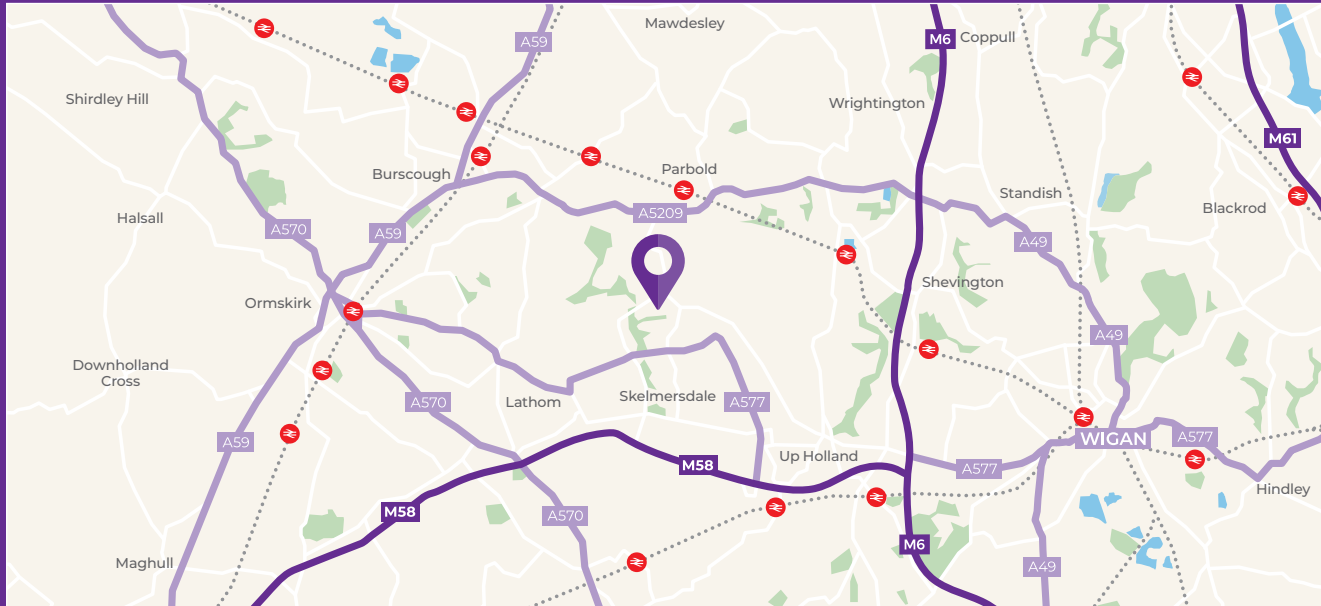 Mawdesley
A59
M6
Coppull
Shirdley Hill
Wrightington
M61
Burscough
Parbold
Standish
Halsall
A570
A59
A5209
Blackrod
A49
Ormskirk
Shevington
A49
Downholland
Cross
A570
Lathom
Skelmersdale
A577
A59
M58
Up Holland
A577
WIGAN
A577
Hindley
M58
A570
M6
Maghull
A49